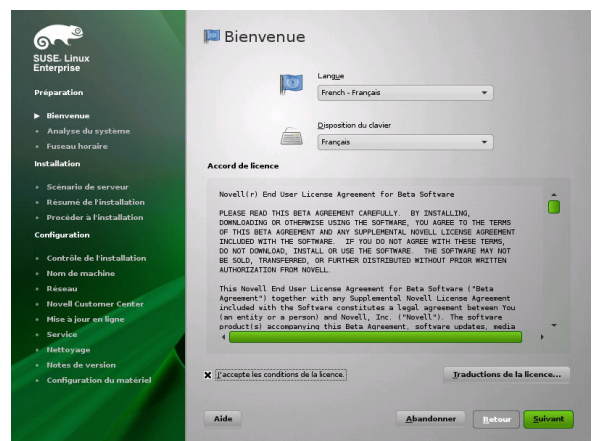 SUSE. Linux
Enterprise
Préparation
Bienvenue
Analyse du système
Fuseau horaire
Installation
Scénario de serveur
Résumé de l'installation
Procéder à l'installation
Configuration
Contrôle de l'installation
Nom de machine
Réseau
Novell Customer Center
Mise à jour en ligne
Service
Nettoyage
Notes de version
Configuration du matériel
Bienvenue
Langue
French - Français
Disposition du clavier
Français
Accord de licence
Novell(r) End User License Agreement for Beta Software
PLEASE READ THIS BETA AGREEMENT CAREFULLY. BY INSTALLING,
DOWNLOADING OR OTHERWISE USING THE SOFTWARE, YOU AGREE TO THE TERMS
OF THIS BETA AGREEMENT AND ANY SUPPLEMENTAL NOVELL LICENSE AGREEMENT
INCLUDED WITH THE SOFTWARE. IF YOU DO NOT AGREE WITH THESE TERMS,
DO NOT DOWNLOAD, INSTALL OR USE THE SOFTWARE. THE SOFTWARE MAY NOT
BE SOLD, TRANSFERRED, OR FURTHER DISTRIBUTED WITHOUT PRIOR WRITTEN
AUTHORIZATION FROM NOVELL.
This Novell End User License Agreement for Beta Software ("Beta
Agreement") together with any Supplemental Novell License Agreement
included with the Software constitutes a legal agreement between You
(an entity or a person) and Novell, Inc. ("Novell"). The software
product(s) accompanying this Beta Agreement, software updates, media
J'accepte les conditions de la licence.
Traductions de la licence...
Aide
Abandonner
Retour
Suivant